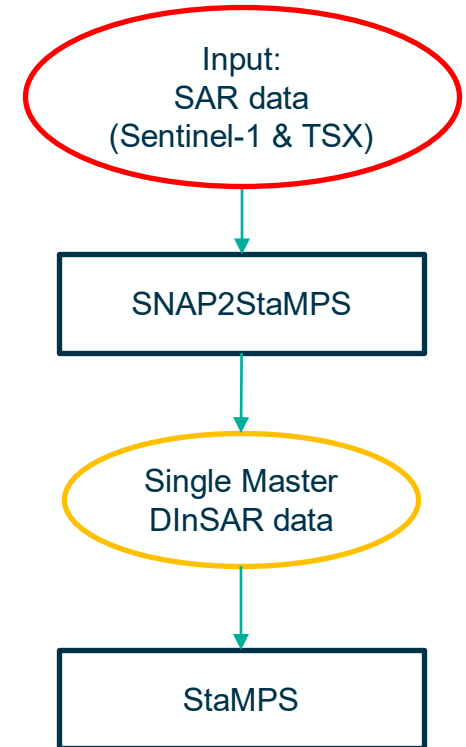 Input:
SAR data
(Sentinel-1 & TSX)
SNAP2StaMPS
Single Master
DInSAR data
StaMPS